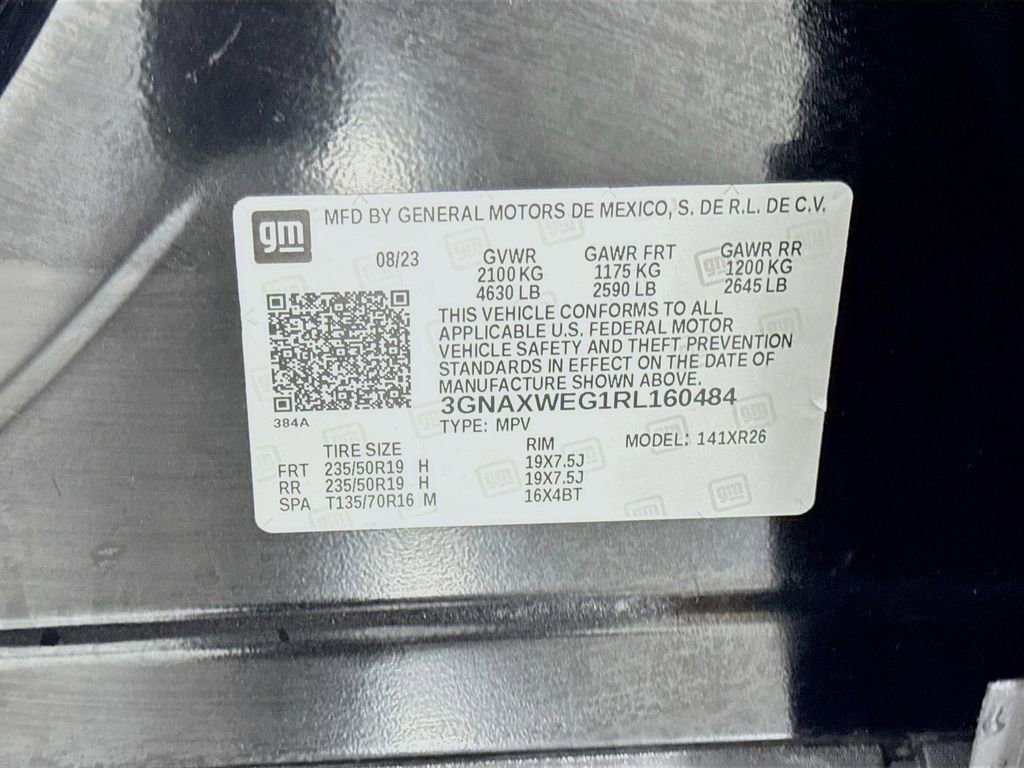 gm
MFD BY GENERAL MOTORS DE MEXICO, S. DE R.L. DE C.V.
08/23
GVWR GAWR FRT GAWR RR
2100 KG 1175 KG 1200 KG
4630 LB 2590 LB 2645 LB
THIS VEHICLE CONFORMS TO ALL
APPLICABLE U.S. FEDERAL MOTOR
VEHICLE SAFETY AND THEFT PREVENTION
STANDARDS IN EFFECT ON THE DATE OF
MANUFACTURE SHOWN ABOVE.
3GNAXWEG1RL160484
384A
TYPE: MPV
MODEL: 141XR26
TIRE SIZE RIM
FRT 235/50R19 H 19X7.5J
RR 235/50R19 H 19X7.5J
SPA T135/70R16 M 16X4BT